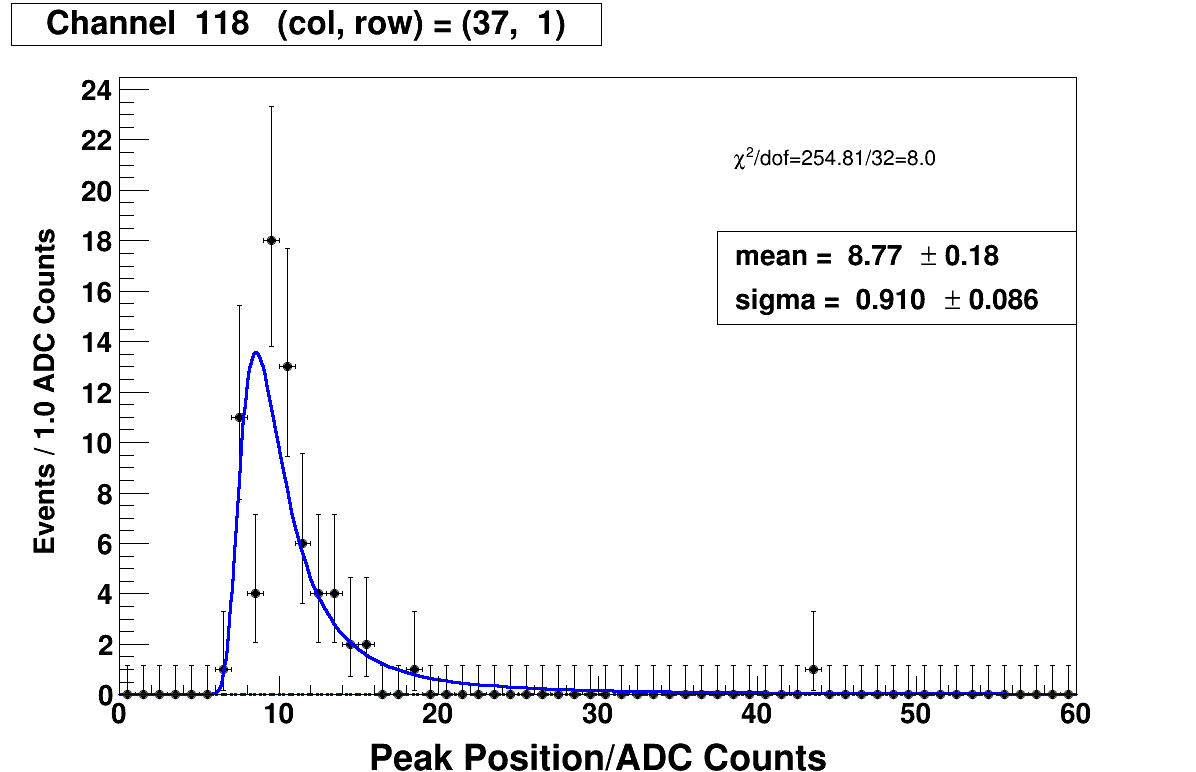 Channel 118 (col, row) = (37, 1)
24
22
20
18
16
14
12
10
8
6
4
2
0
Events / 1.0 ADC Counts
χ²/dof=254.81/32=8.0
mean = 8.77 ± 0.18
sigma = 0.910 ± 0.086
0 10 20 30 40 50 60
Peak Position/ADC Counts